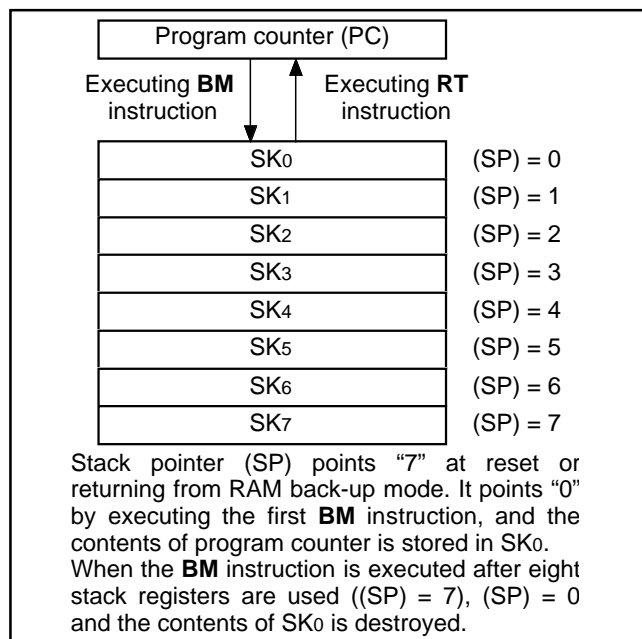 Program counter (PC)
Executing BM
instruction
Executing RT
instruction
SK0 (SP) = 0
SK1 (SP) = 1
SK2 (SP) = 2
SK3 (SP) = 3
SK4 (SP) = 4
SK5 (SP) = 5
SK6 (SP) = 6
SK7 (SP) = 7
Stack pointer (SP) points “7” at reset or
returning from RAM back-up mode. It points “0”
by executing the first BM instruction, and the
contents of program counter is stored in SK0.
When the BM instruction is executed after eight
stack registers are used ((SP) = 7), (SP) = 0
and the contents of SK0 is destroyed.